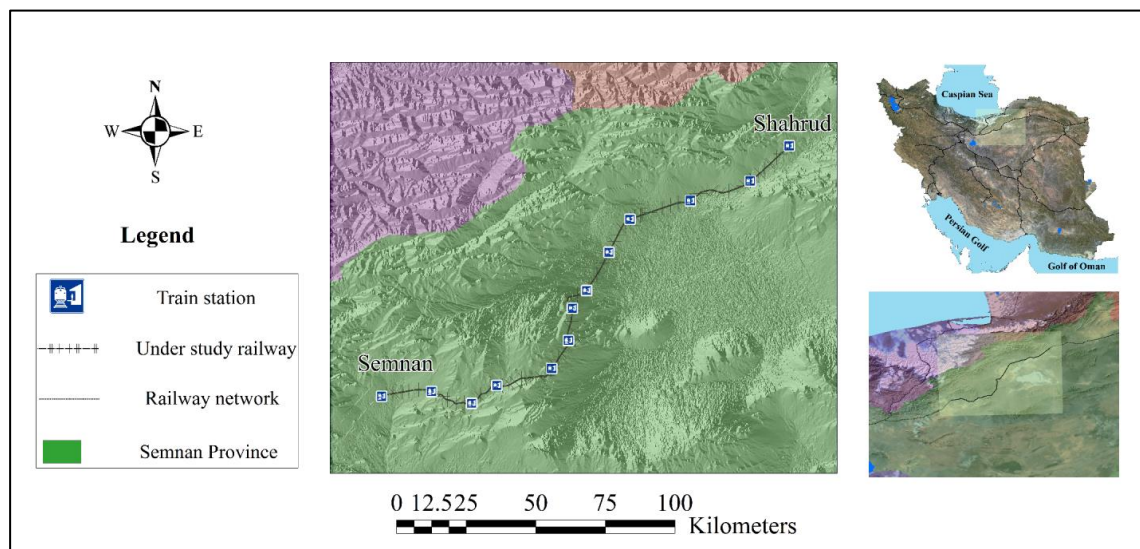 N
W E
S
Legend
Train station
Under study railway
Railway network
Semnan Province
Shahrud
Semnan
0 12.525 50 75 100
Kilometers
Caspian Sea
Persian Golf
Golf of Oman